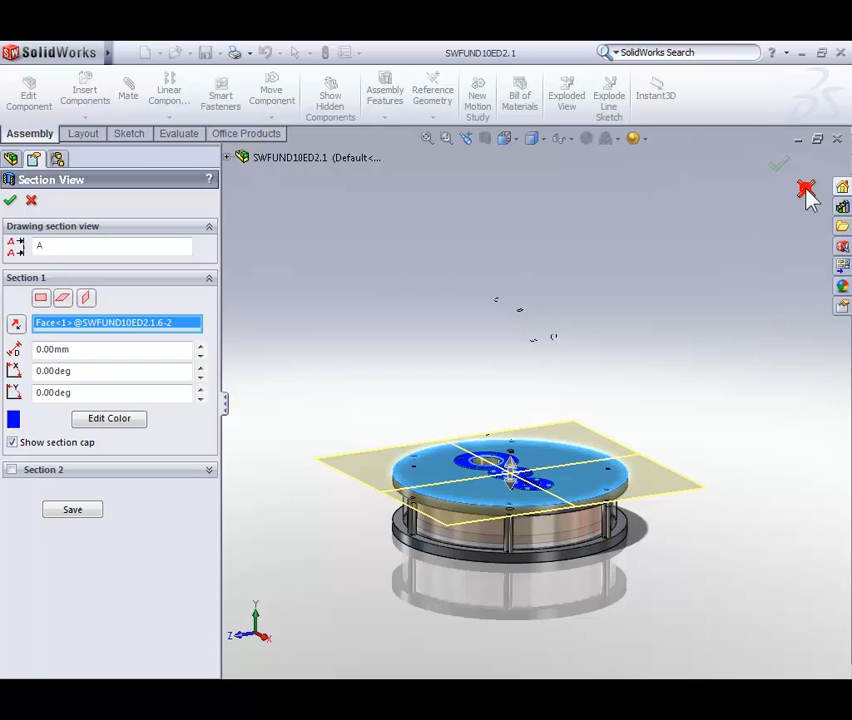 SolidWorks
SWFUND10ED2.1
SolidWorks Search
Edit Component
Insert Components
Mate
Linear Compon...
Smart Fasteners
Move Component
Show Hidden Components
Assembly Features
Reference Geometry
New Motion Study
Bill of Materials
Exploded View
Explode Line Sketch
Instant3D
Assembly
Layout
Sketch
Evaluate
Office Products
SWFUND10ED2.1 (Default<...
Section View
?
Drawing section view
A
Section 1
Face<1>@SWFUND10ED2.1.6-2
0.00mm
0.00deg
0.00deg
Edit Color
Show section cap
Section 2
Save
Y
Z
X